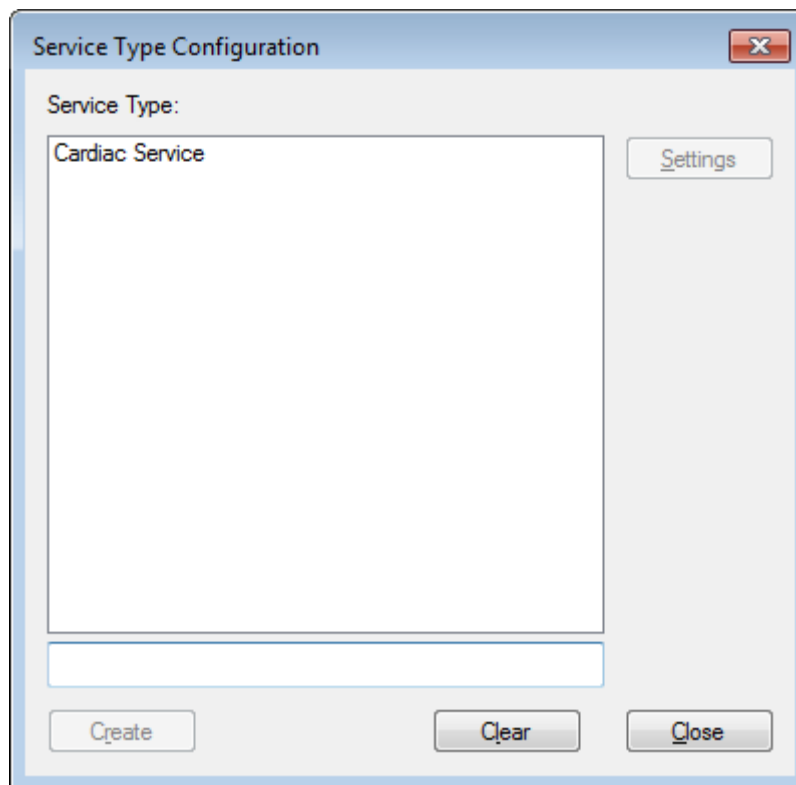 Service Type Configuration
Service Type:
Cardiac Service
Settings
Create
Clear
Close